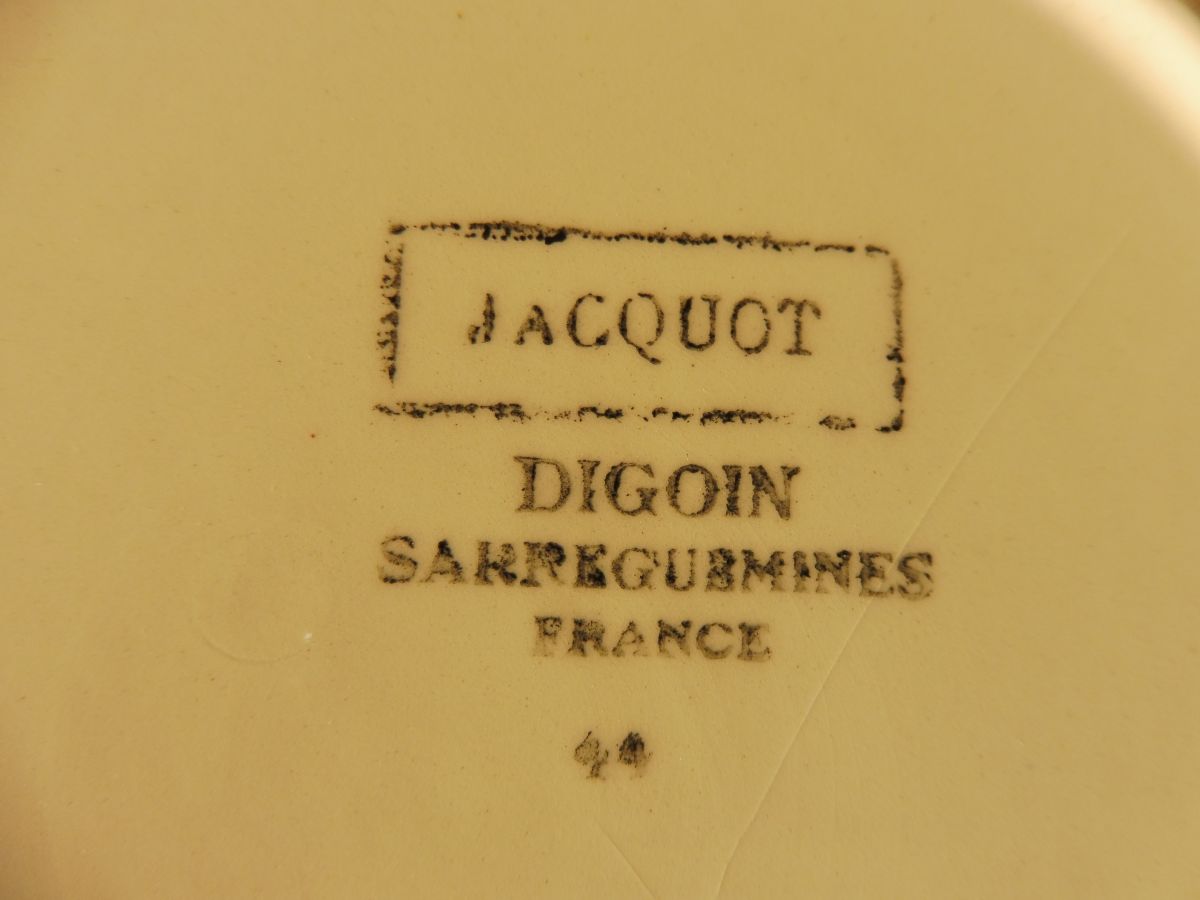 JACQUOT
DIGOIN
SARREGUEMINES
FRANCE
44